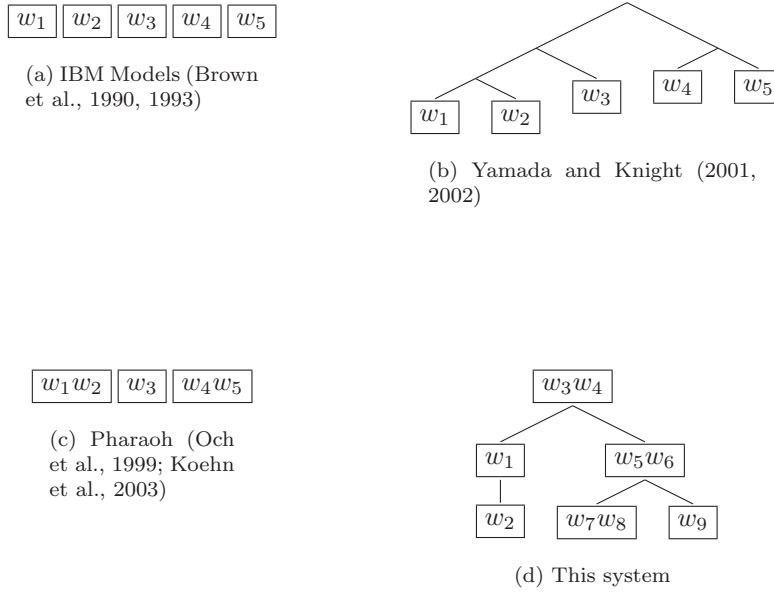 w1 w2 w3 w4 w5
(a) IBM Models (Brown
et al., 1990, 1993)
w1 w2 w3 w4 w5
(b) Yamada and Knight (2001,
2002)
w1w2 w3 w4w5
(c) Pharaoh (Och
et al., 1999; Koehn
et al., 2003)
w3w4
w1 w5w6
w2 w7w8 w9
(d) This system